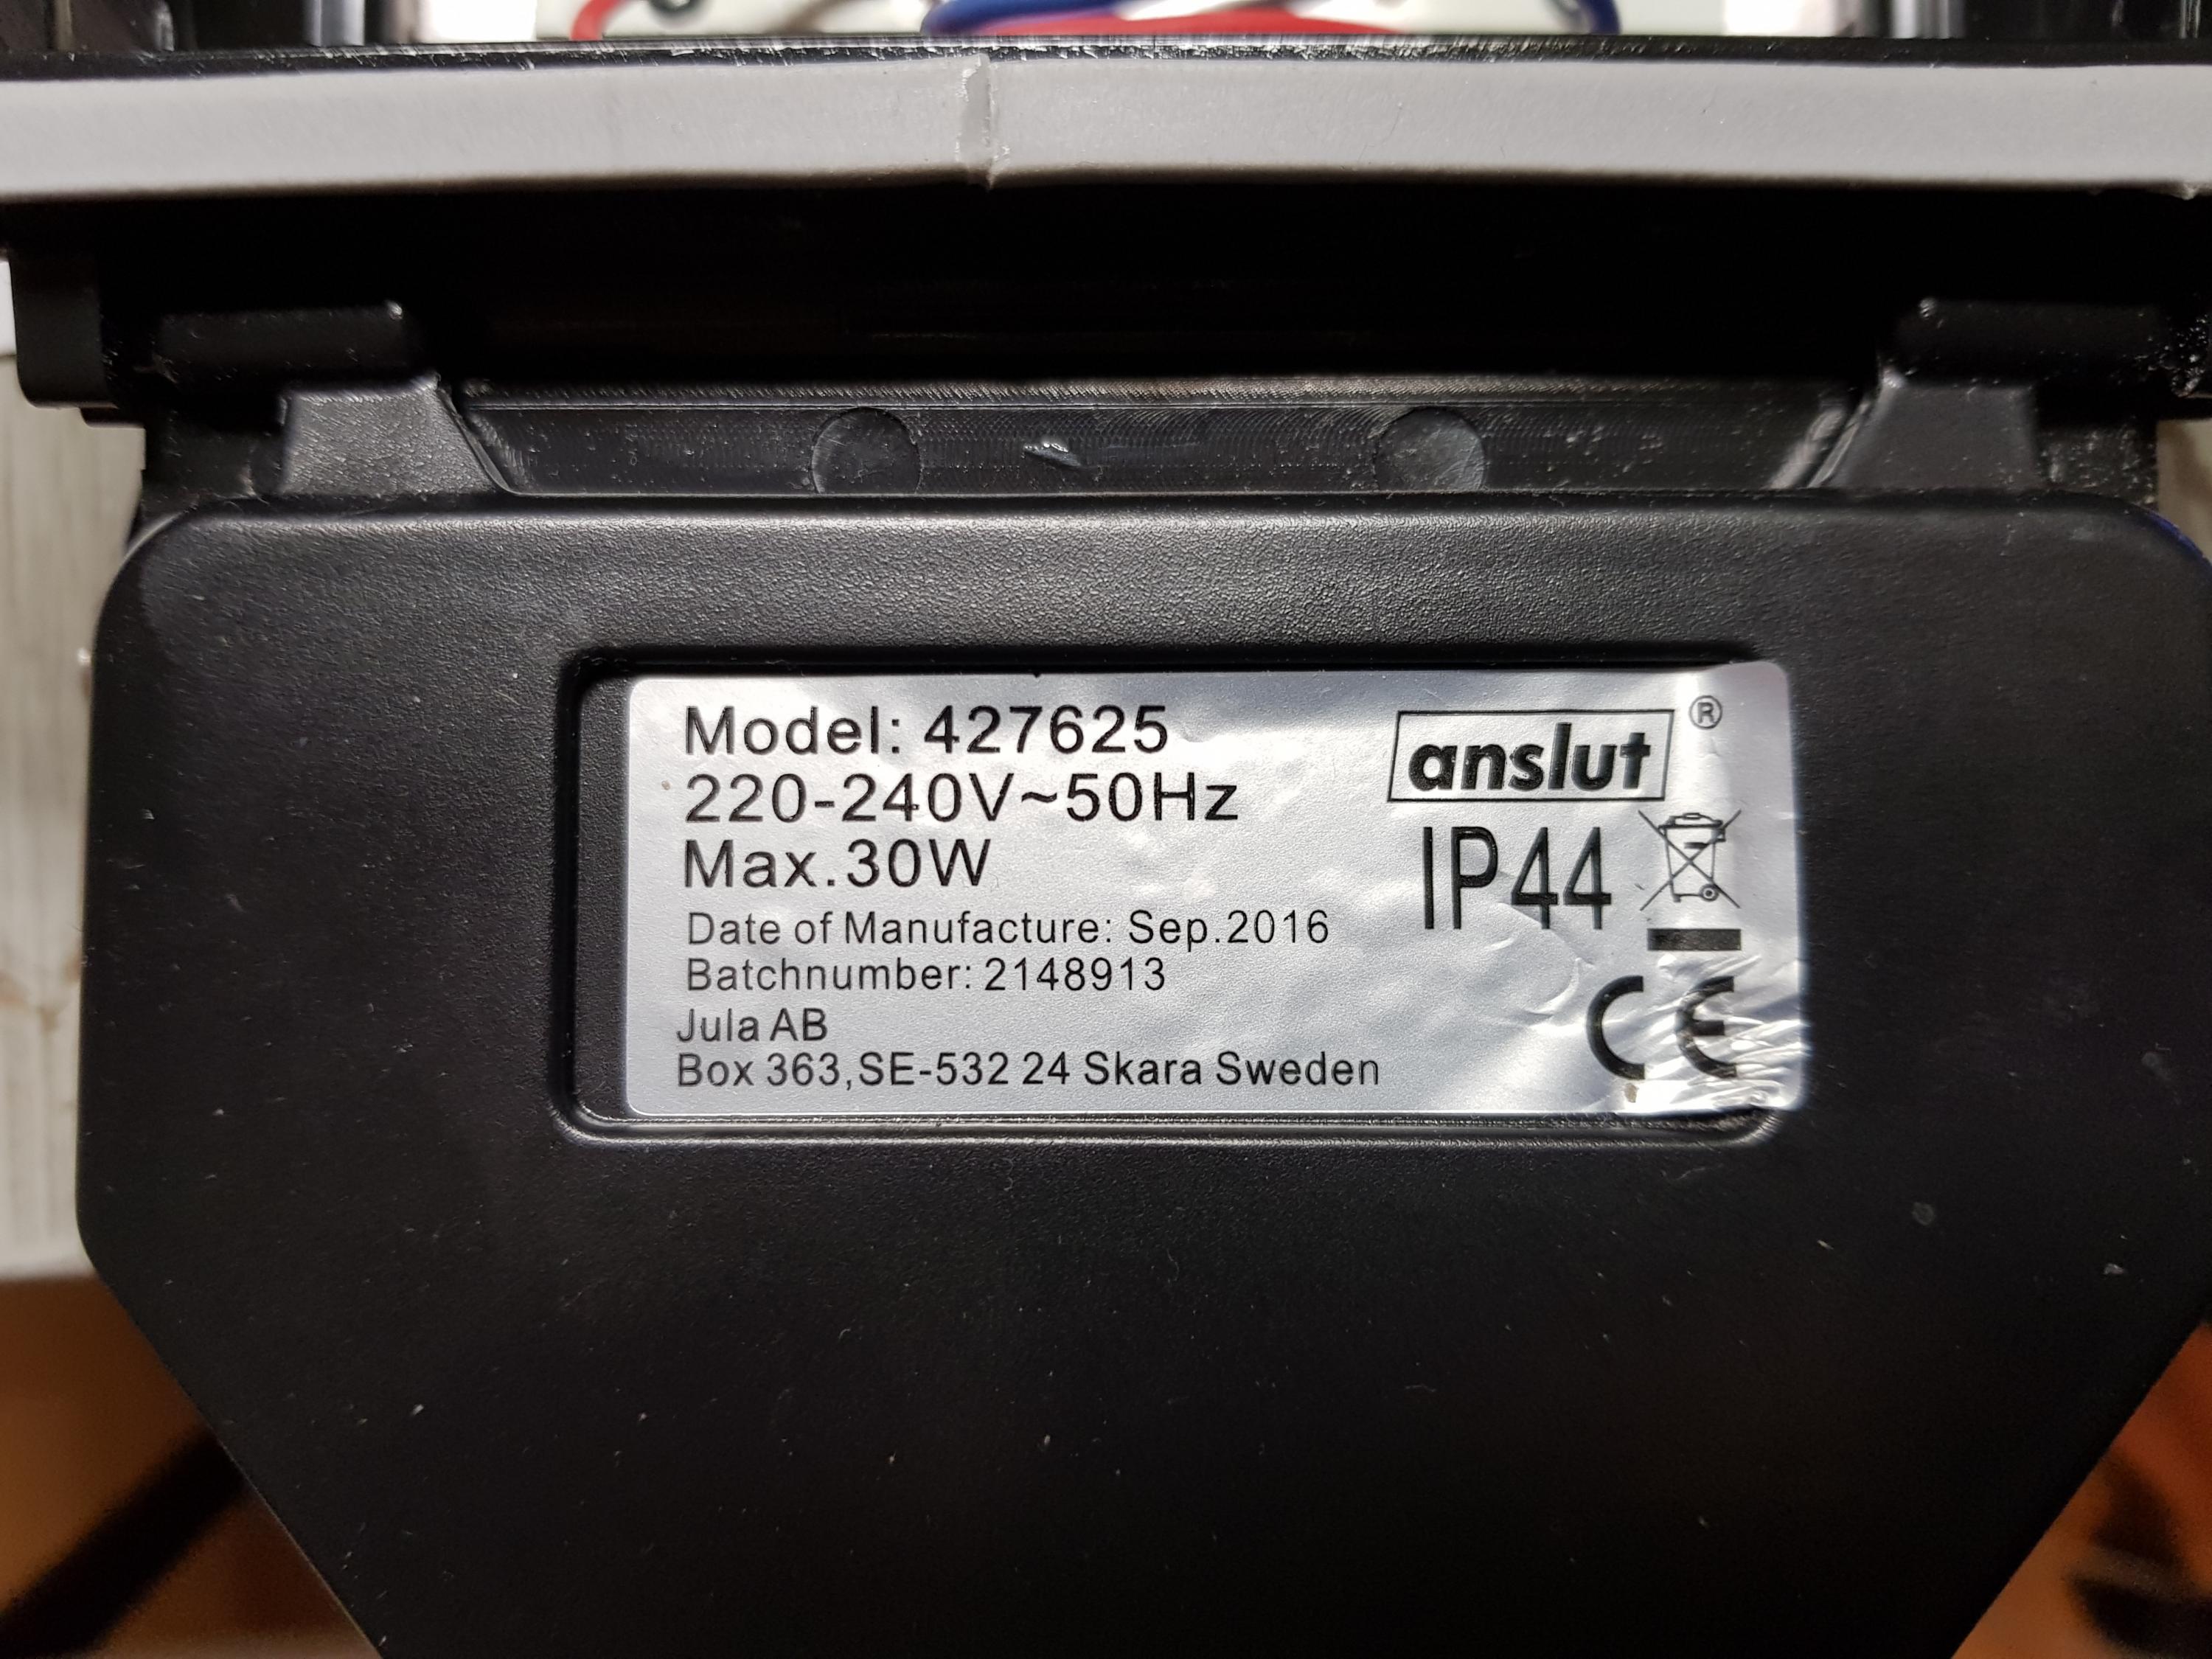 Model: 427625
220-240V~50Hz
Max.30W
Date of Manufacture: Sep.2016
Batchnumber: 2148913
Jula AB
Box 363,SE-532 24 Skara Sweden
anslut®
IP44
CE